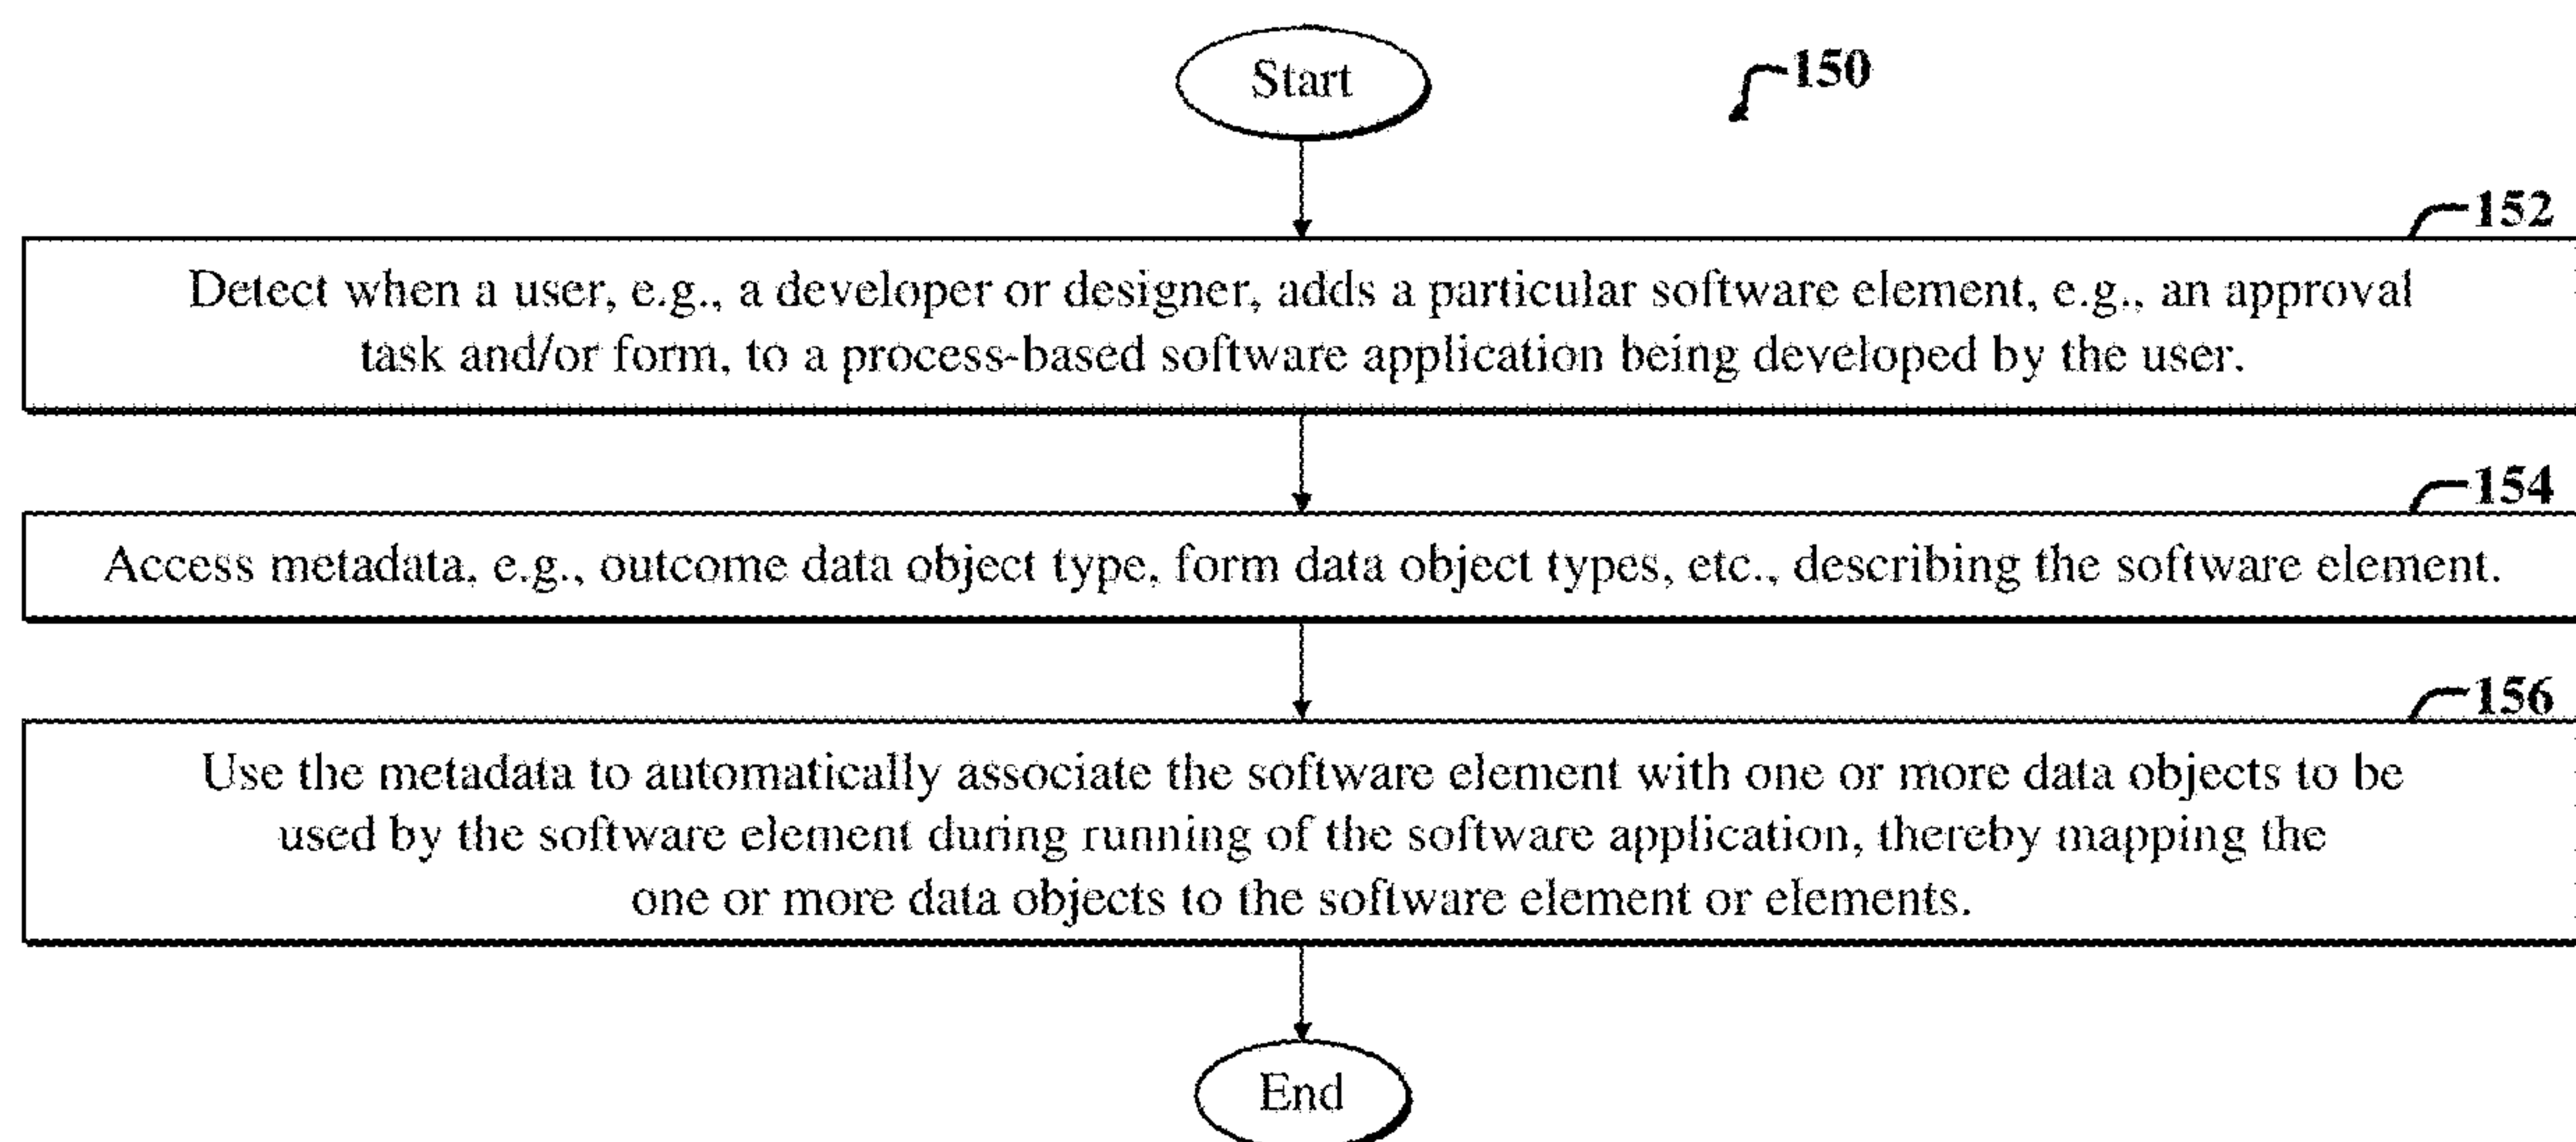 Start
150
152
Detect when a user, e.g., a developer or designer, adds a particular software element, e.g., an approval
task and/or form, to a process-based software application being developed by the user.
154
Access metadata, e.g., outcome data object type, form data object types, etc., describing the software element.
156
Use the metadata to automatically associate the software element with one or more data objects to be
used by the software element during running of the software application, thereby mapping the
one or more data objects to the software element or elements.
End